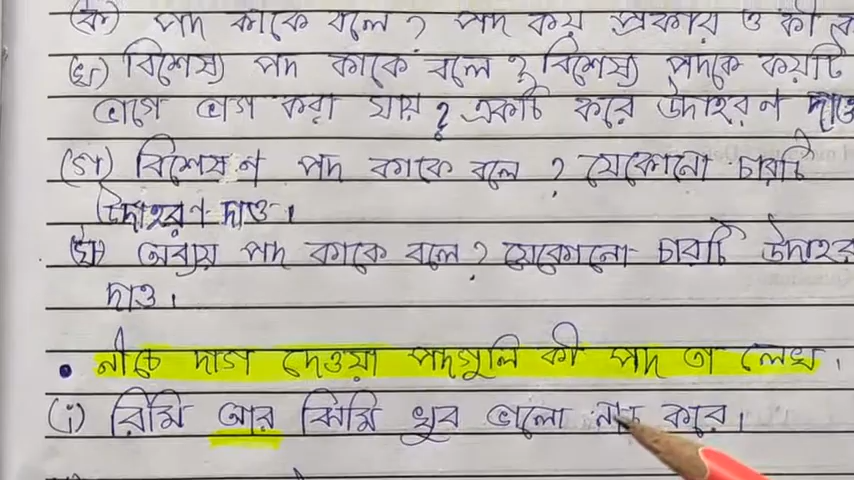 (ক) পদ কাকে বলে ? পদ কয় প্রকার ও কী
(খ) বিশেষ্য পদ কাকে বলে ? বিশেষ্য পদকে কয়টি
ভাগে ভাগ করা যায় ? একটি করে উদাহরণ দাও
(গ) বিশেষণ পদ কাকে বলে ? যেকোনো চারটি
উদাহরণ দাও ।
(ঘ) অব্যয় পদ কাকে বলে ? যেকোনো চারটি উদাহর
দাও ।
• নীচে দাগ দেওয়া পদগুলি কী পদ তা লেখ ।
(i) রিমি আর ঝিমি খুব ভালো নাচ করে ।